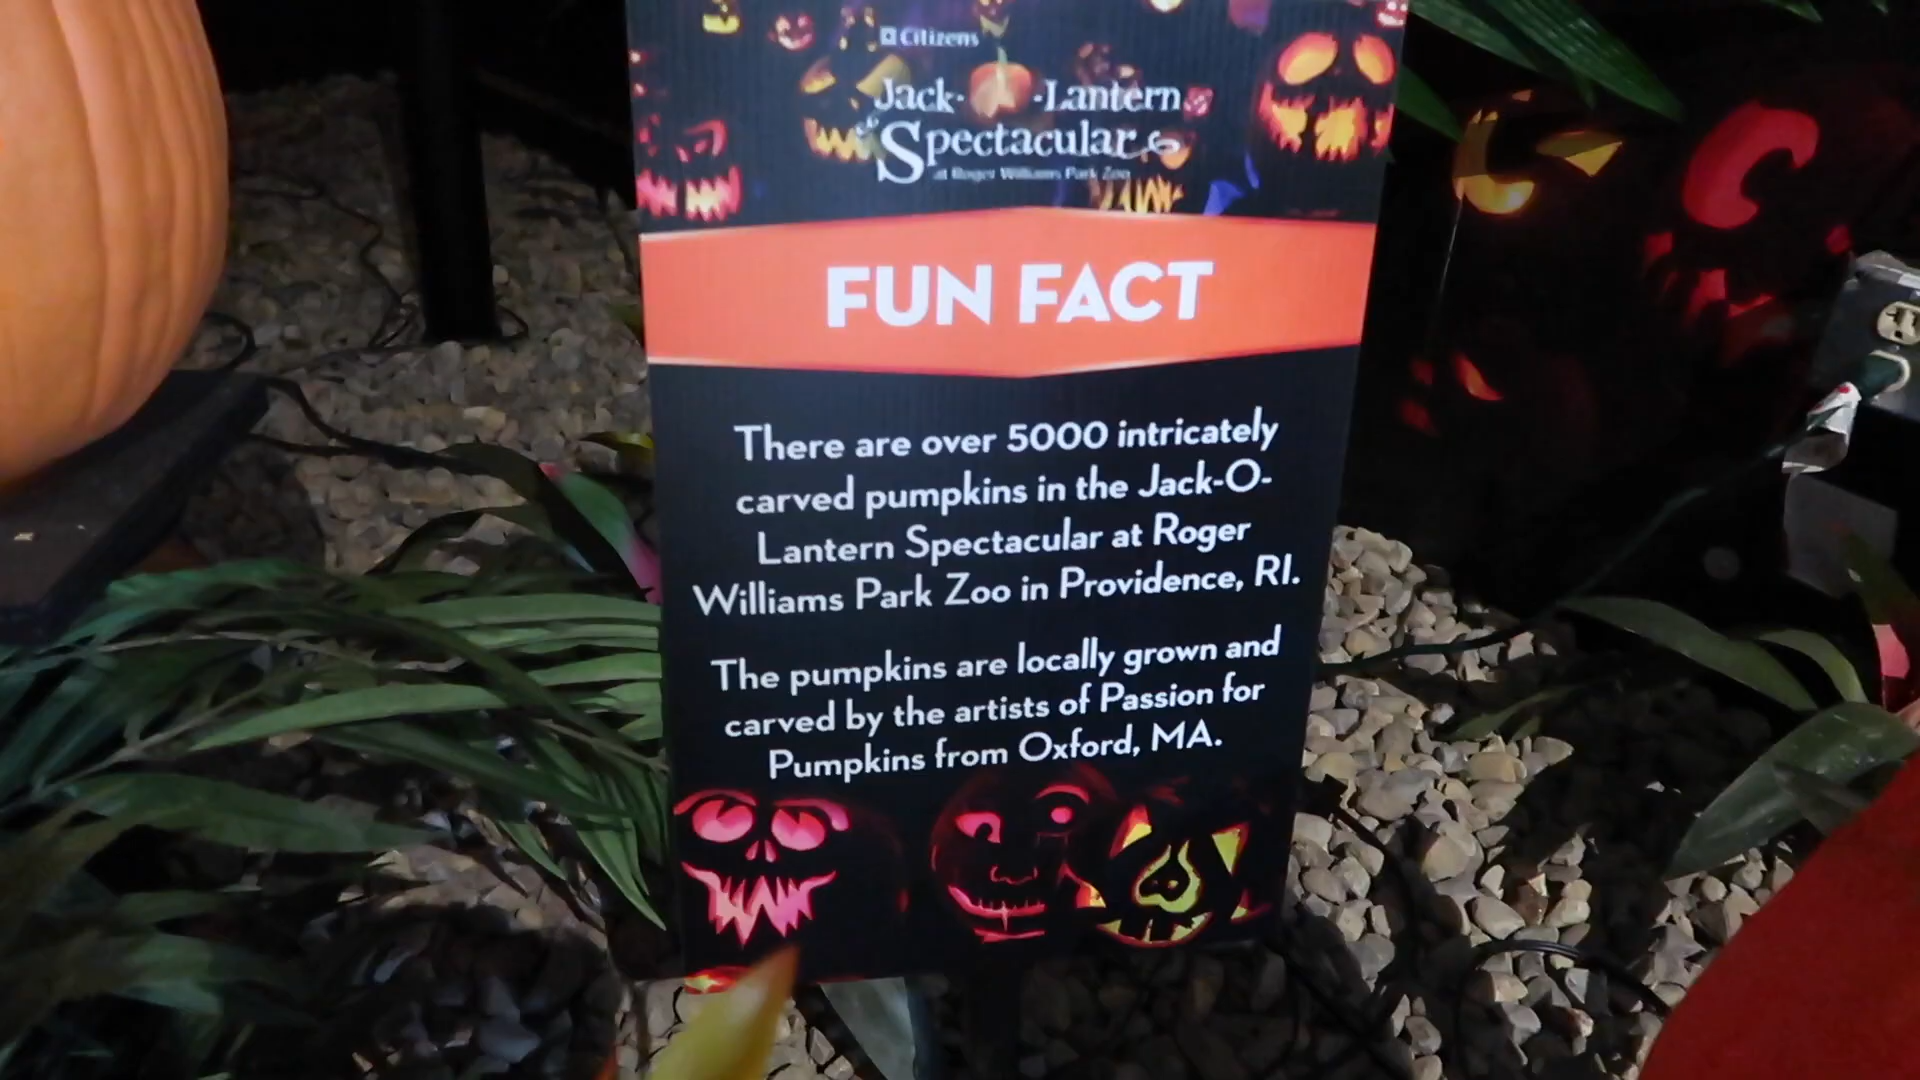 Citizens
Jack- -Lantern
Spectacular
at Roger Williams Park Zoo
FUN FACT
There are over 5000 intricately
carved pumpkins in the Jack-O-
Lantern Spectacular at Roger
Williams Park Zoo in Providence, RI.
The pumpkins are locally grown and
carved by the artists of Passion for
Pumpkins from Oxford, MA.